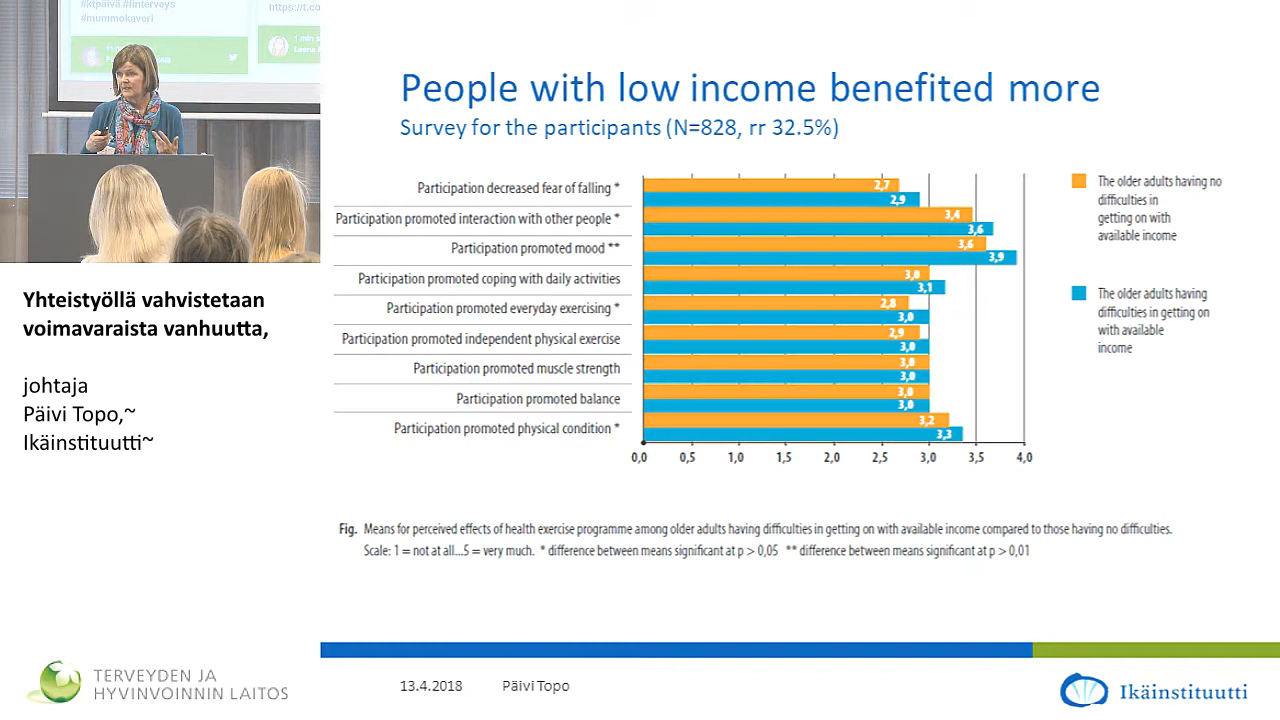 #ktpäivä #finterveys
#mummokaveri
https://t.co
1 min s
Leena
Yhteistyöllä vahvistetaan
voimavaraista vanhuutta,
johtaja
Päivi Topo,~
Ikäinstituutti~
TERVEYDEN JA
HYVINVOINNIN LAITOS
People with low income benefited more
Survey for the participants (N=828, rr 32.5%)
Participation decreased fear of falling *
2,7
2,9
Participation promoted interaction with other people *
3,4
3,6
Participation promoted mood **
3,6
3,9
Participation promoted coping with daily activities
3,0
3,1
Participation promoted everyday exercising *
2,8
3,0
Participation promoted independent physical exercise
2,9
3,0
Participation promoted muscle strength
3,0
3,0
Participation promoted balance
3,0
3,0
Participation promoted physical condition *
3,2
3,3
0,0 0,5 1,0 1,5 2,0 2,5 3,0 3,5 4,0
The older adults having no
difficulties in
getting on with
available income
The older adults having
difficulties in getting on
with available
income
Fig. Means for perceived effects of health exercise programme among older adults having difficulties in getting on with available income compared to those having no difficulties.
Scale: 1 = not at all...5 = very much. * difference between means significant at p > 0,05 ** difference between means significant at p > 0,01
13.4.2018 Päivi Topo
Ikäinstituutti